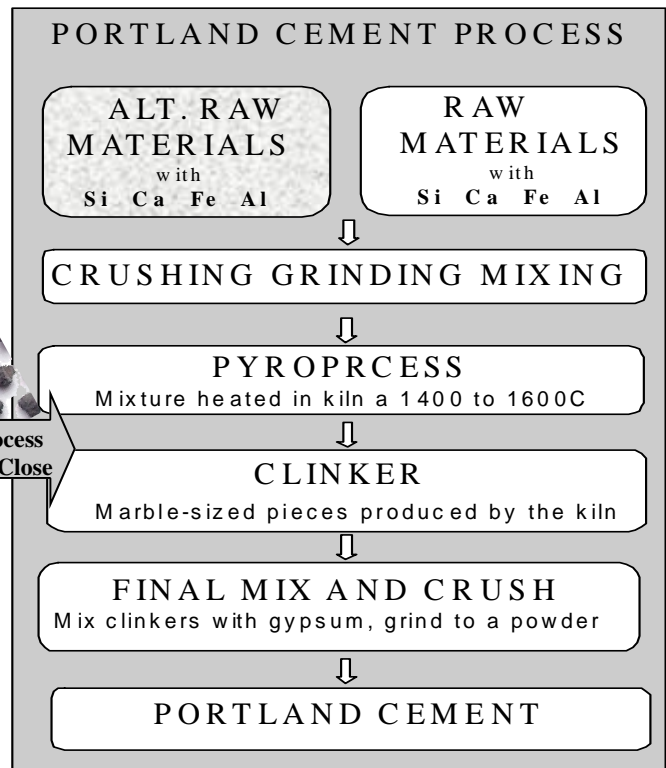 PORTLAND CEMENT PROCESS
ALT. RAW
MATERIALS
with
Si Ca Fe Al
RAW
MATERIALS
with
Si Ca Fe Al
CRUSHING GRINDING MIXING
PYROPRCESS
Mixture heated in kiln a 1400 to 1600C
Close
CLINKER
Marble-sized pieces produced by the kiln
FINAL MIX AND CRUSH
Mix clinkers with gypsum, grind to a powder
PORTLAND CEMENT